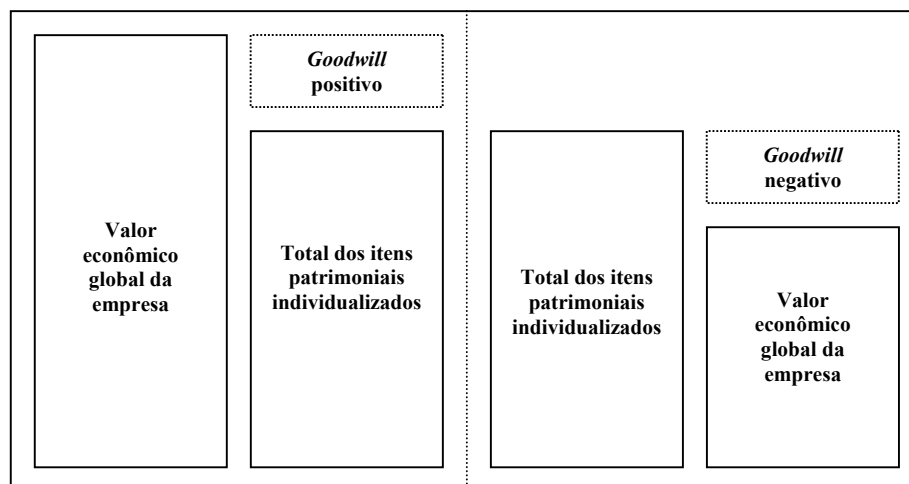 Goodwill
positivo
Valor
econômico
global da
empresa
Total dos itens
patrimoniais
individualizados
Goodwill
negativo
Total dos itens
patrimoniais
individualizados
Valor
econômico
global da
empresa